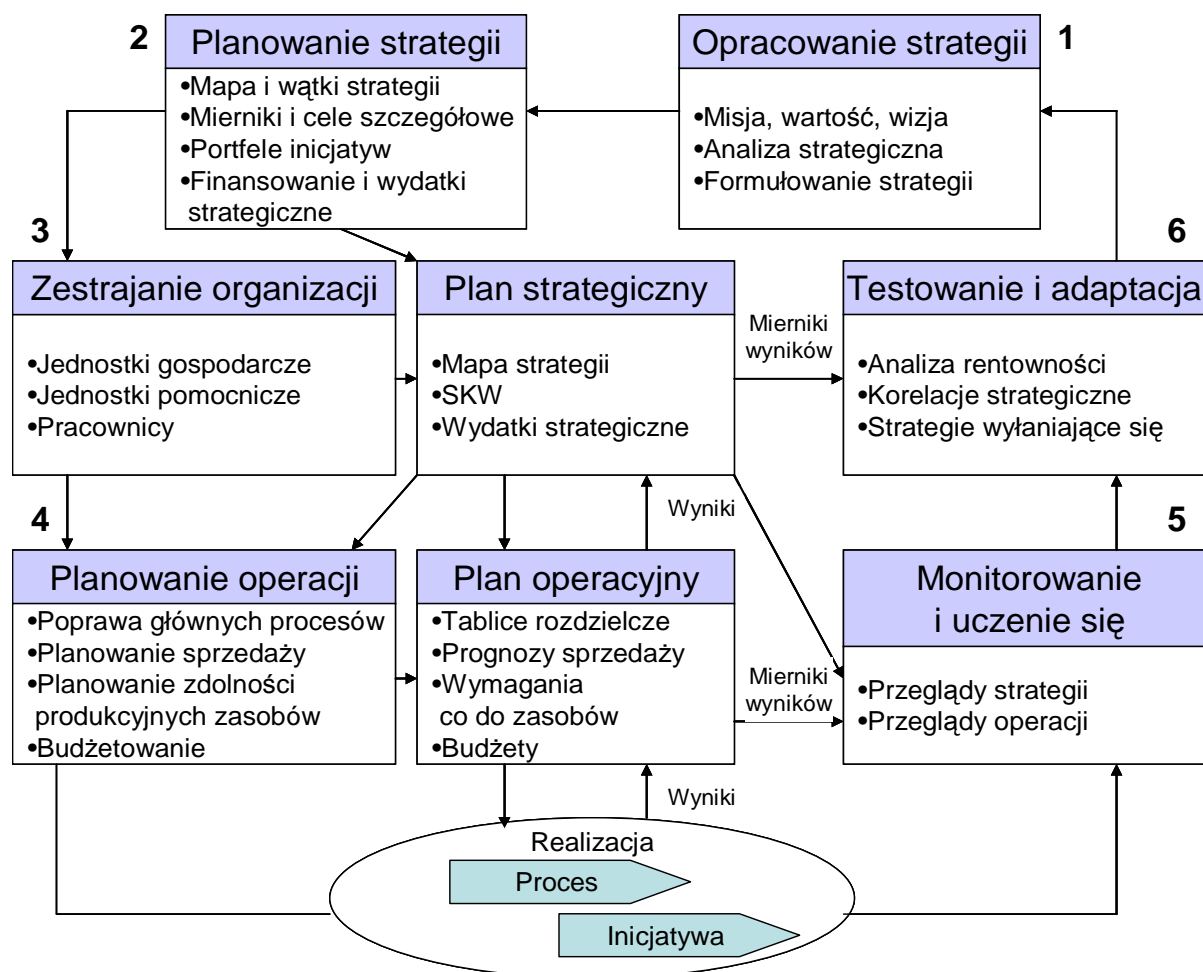 2
Planowanie strategii
•Mapa i wątki strategii
•Mierniki i cele szczegółowe
•Portfele inicjatyw
•Finansowanie i wydatki
strategiczne
Opracowanie strategii
1
•Misja, wartość, wizja
•Analiza strategiczna
•Formułowanie strategii
3
Zestrajanie organizacji
•Jednostki gospodarcze
•Jednostki pomocnicze
•Pracownicy
Plan strategiczny
•Mapa strategii
•SKW
•Wydatki strategiczne
Mierniki
wyników
6
Testowanie i adaptacja
•Analiza rentowności
•Korelacje strategiczne
•Strategie wyłaniające się
Wyniki
4
Planowanie operacji
•Poprawa głównych procesów
•Planowanie sprzedaży
•Planowanie zdolności
produkcyjnych zasobów
•Budżetowanie
Plan operacyjny
•Tablice rozdzielcze
•Prognozy sprzedaży
•Wymagania
co do zasobów
•Budżety
Mierniki
wyników
5
Monitorowanie
i uczenie się
•Przeglądy strategii
•Przeglądy operacji
Wyniki
Realizacja
Proces
Inicjatywa